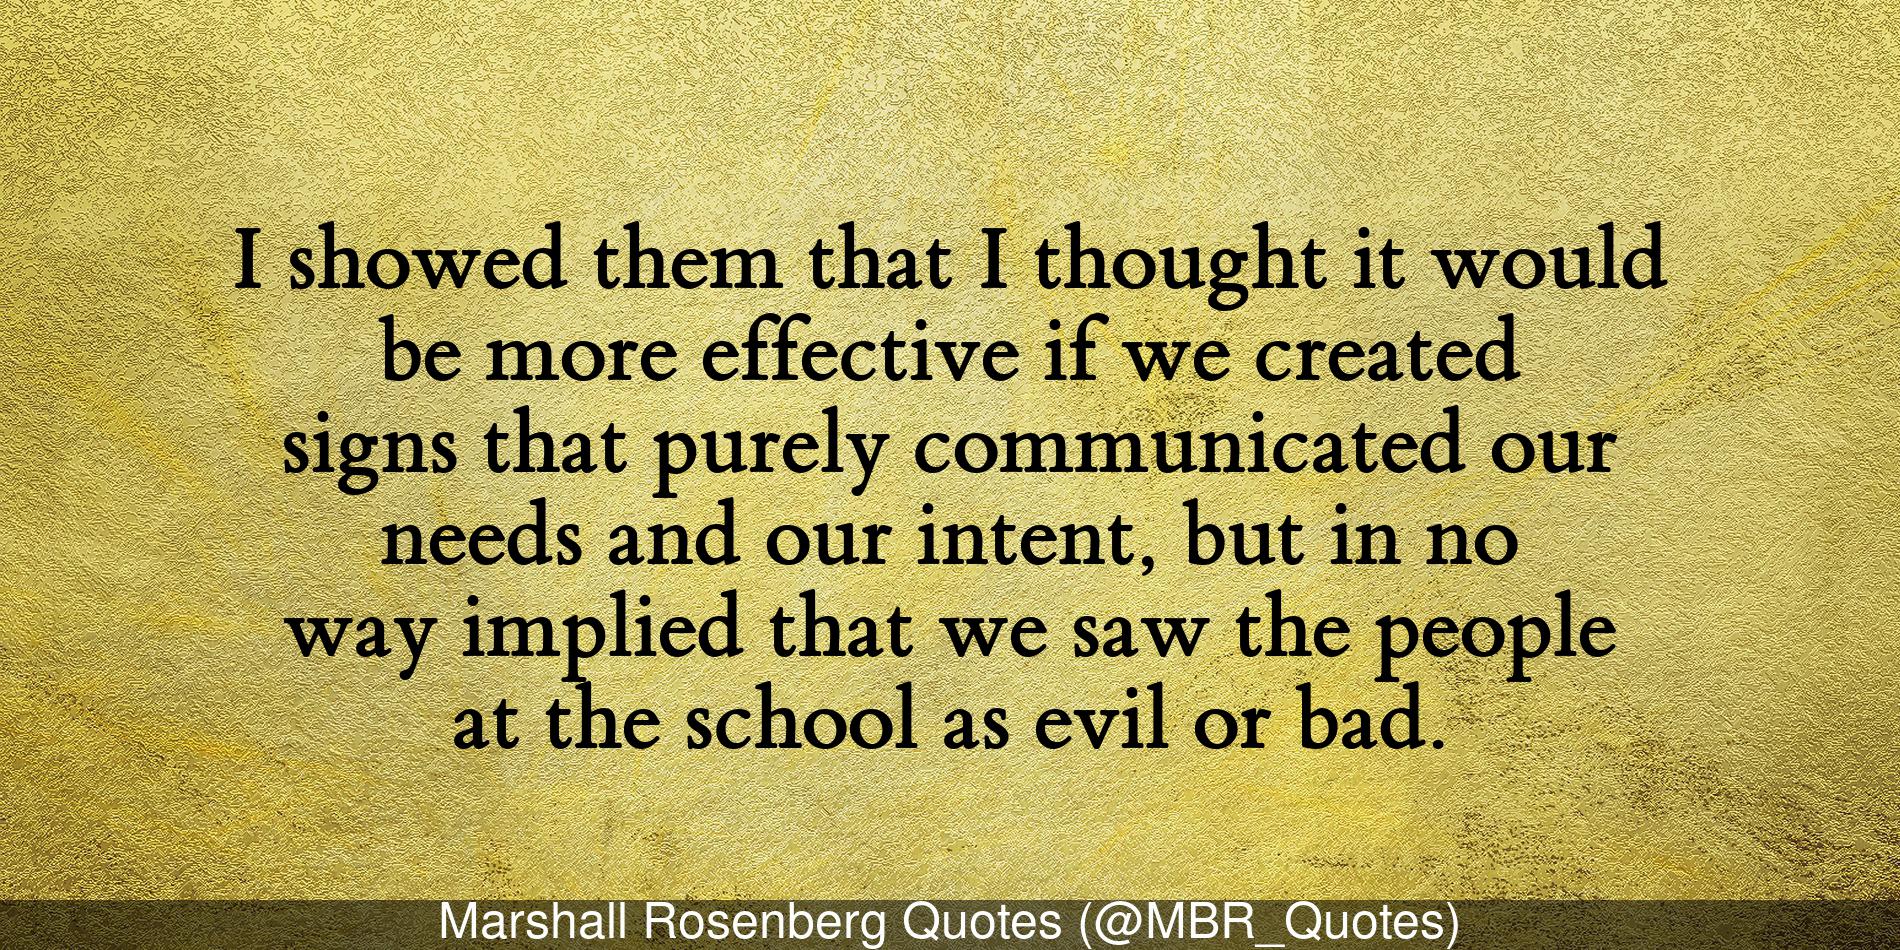 I showed them that I thought it would
be more effective if we created
signs that purely communicated our
needs and our intent, but in no
way implied that we saw the people
at the school as evil or bad.
Marshall Rosenberg Quotes (@MBR_Quotes)